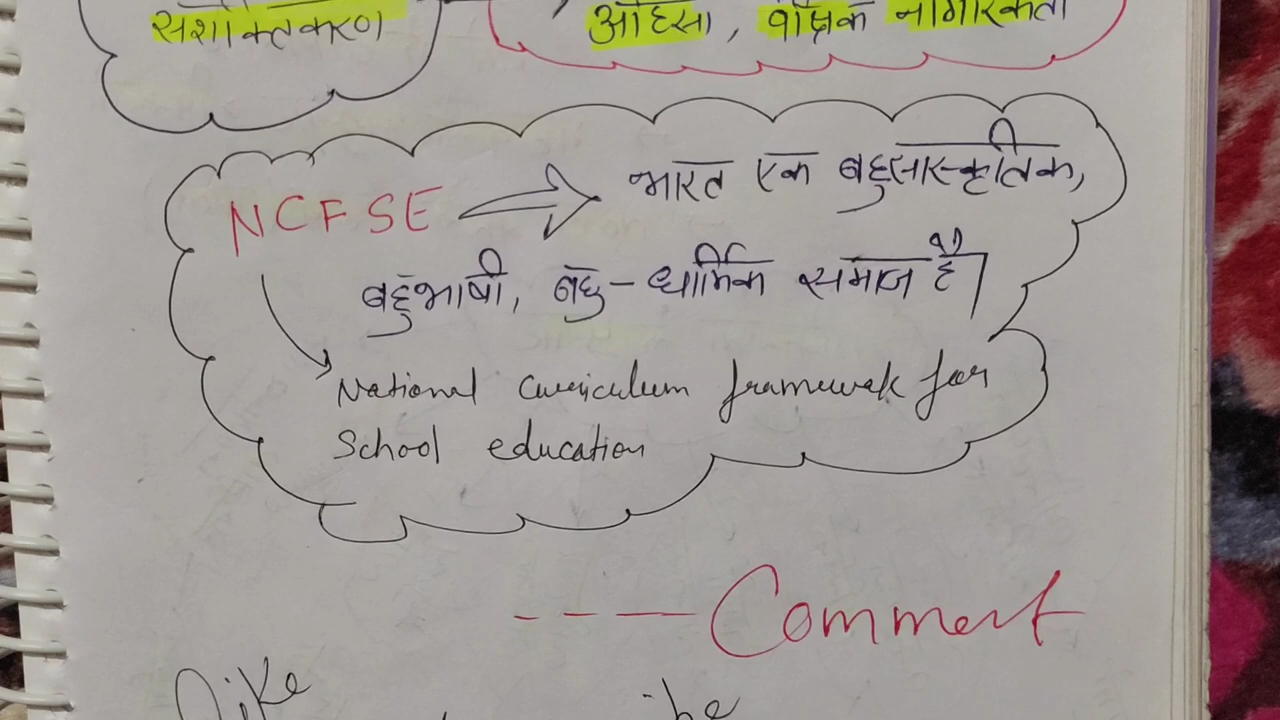 सशक्तिकरण
अहिंसा, वैश्विक नागरिकता
NCFSE ⇒ भारत एक बहुसांस्कृतिक,
बहुभाषी, बहु-धार्मिक समाज है।
National Curriculum framework for
School education
---- Comment
Like